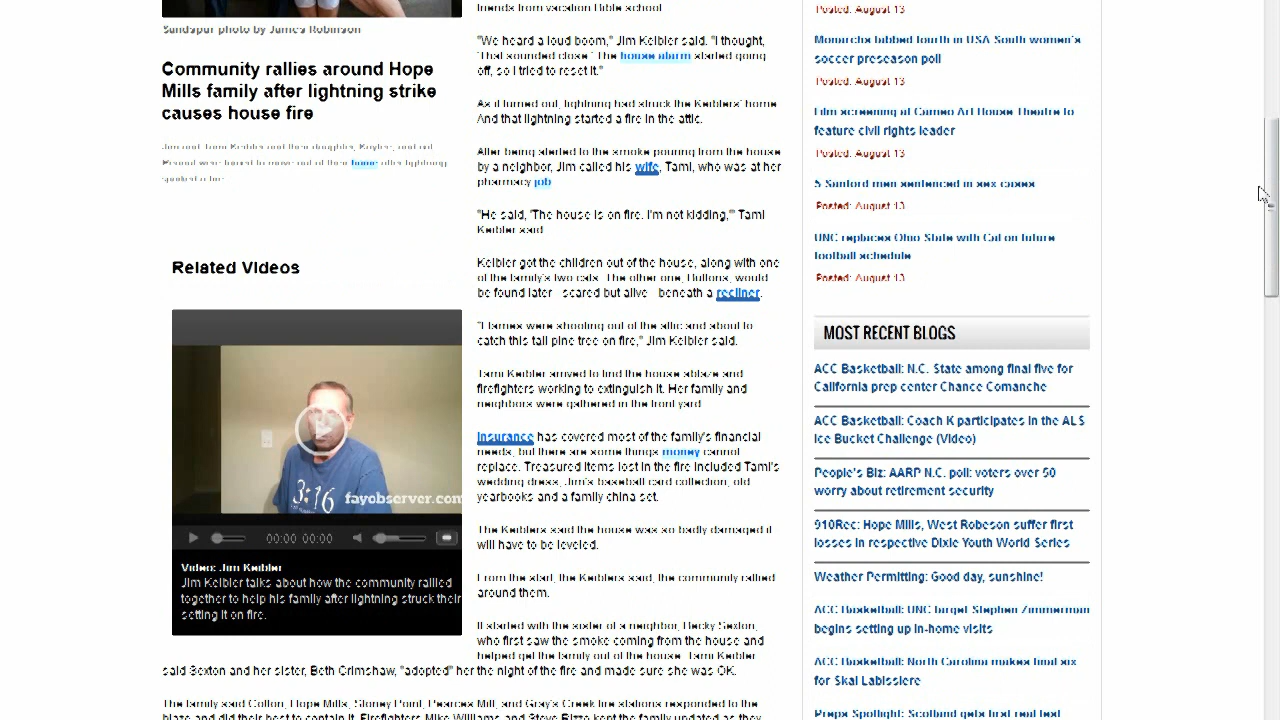 Sandspur photo by James Robinson
Community rallies around Hope
Mills family after lightning strike
causes house fire
Jim and Tami Keibler and their daughter, Kaylee, and cat
were forced to move out of their home after lightning
sparked a fire.
Related Videos
3:16
fayobserver.com
00:00 00:00
Video: Jim Keibler
Jim Keibler talks about how the community rallied
together to help his family after lightning struck their
setting it on fire.
friends from vacation Bible school.
"We heard a loud boom," Jim Keibler said. "I thought,
'That sounded close.' The house alarm started going
off, so I tried to reset it."
As it turned out, lightning had struck the Keiblers' home.
And that lightning started a fire in the attic.
After being alerted to the smoke pouring from the house
by a neighbor, Jim called his wife, Tami, who was at her
pharmacy job.
"He said, 'The house is on fire. I'm not kidding,'" Tami
Keibler said.
Keibler got the children out of the house, along with one
of the family's two cats. The other one, Buttons, would
be found later - scared but alive - beneath a recliner.
"Flames were shooting out of the attic and about to
catch this tall pine tree on fire," Jim Keibler said.
Tami Keibler arrived to find the house ablaze and
firefighters working to extinguish it. Her family and
neighbors were gathered in the front yard.
Insurance has covered most of the family's financial
needs, but there are some things money cannot
replace. Treasured items lost in the fire included Tami's
wedding dress, Jim's baseball card collection, old
yearbooks and a family china set.
The Keiblers said the house was so badly damaged it
will have to be leveled.
From the start, the Keiblers said, the community rallied
around them.
It started with the sister of a neighbor, Becky Sexton,
who first saw the smoke coming from the house and
helped get the family out of the house. Tami Keibler
said Sexton and her sister, Beth Crimshaw, "adopted" her the night of the fire and made sure she was OK.
The family said Cotton, Hope Mills, Stoney Point, Pearces Mill, and Gray's Creek fire stations responded to the
blaze and did their best to contain it. Firefighters Mike Williams and Steve Rizzo kept the family updated as they
Posted: August 13
Monarchs tabbed fourth in USA South women's
soccer preseason poll
Posted: August 13
Film screening at Cameo Art House Theatre to
feature civil rights leader
Posted: August 13
5 Sanford men sentenced in sex cases
Posted: August 13
UNC replaces Ohio State with Cal on future
football schedule
Posted: August 13
MOST RECENT BLOGS
ACC Basketball: N.C. State among final five for
California prep center Chance Comanche
ACC Basketball: Coach K participates in the ALS
Ice Bucket Challenge (Video)
People's Biz: AARP N.C. poll: voters over 50
worry about retirement security
910Rec: Hope Mills, West Robeson suffer first
losses in respective Dixie Youth World Series
Weather Permitting: Good day, sunshine!
ACC Basketball: UNC target Stephen Zimmerman
begins setting up in-home visits
ACC Basketball: North Carolina makes final six
for Skal Labissiere
Preps Spotlight: Scotland gets first real test